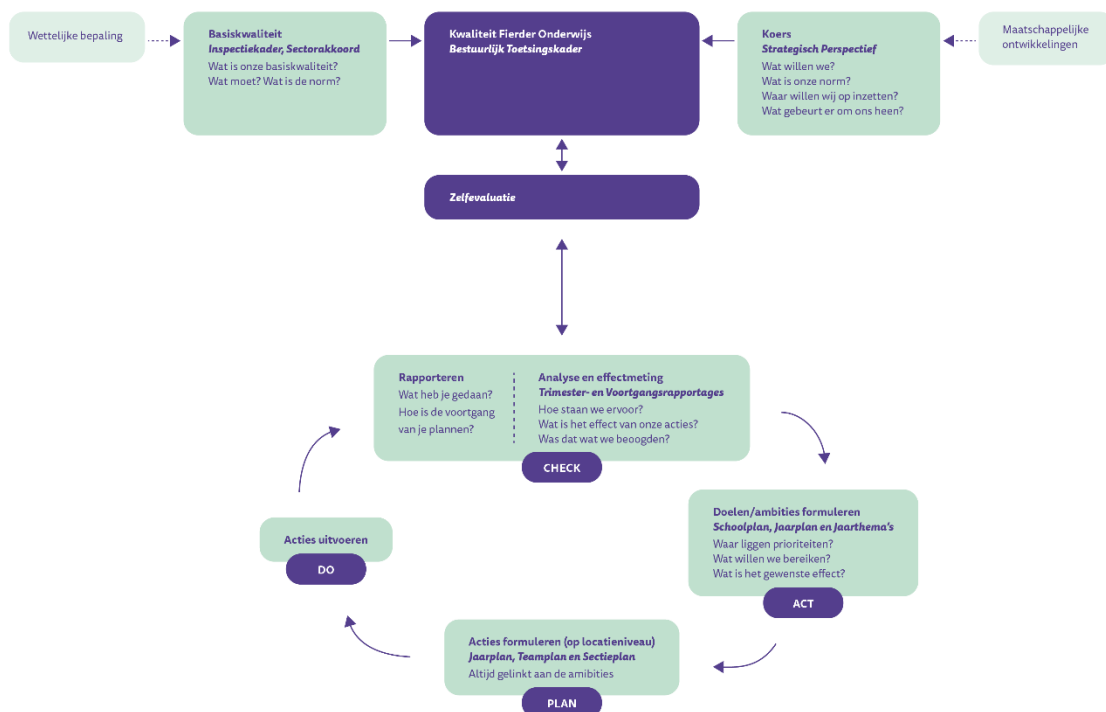 Wettelijke bepaling
Basiskwaliteit
Inspectiekader, Sectorakkoord
Wat is onze basiskwaliteit?
Wat moet? Wat is de norm?
Kwaliteit Fierder Onderwijs
Bestuurlijk Toetsingskader
Koers
Strategisch Perspectief
Wat willen we?
Wat is onze norm?
Waar willen wij op inzetten?
Wat gebeurt er om ons heen?
Maatschappelijke
ontwikkelingen
Zelfevaluatie
Rapporteren
Wat heb je gedaan?
Hoe is de voortgang
van je plannen?
Analyse en effectmeting
Trimester- en Voortgangsrapportages
Hoe staan we ervoor?
Wat is het effect van onze acties?
Was dat wat we beoogden?
CHECK
Doelen/ambities formuleren
Schoolplan, Jaarplan en Jaarthema's
Waar liggen prioriteiten?
Wat willen we bereiken?
Wat is het gewenste effect?
ACT
Acties formuleren (op locatieniveau)
Jaarplan, Teamplan en Sectieplan
Altijd gelinkt aan de amibities
PLAN
Acties uitvoeren
DO